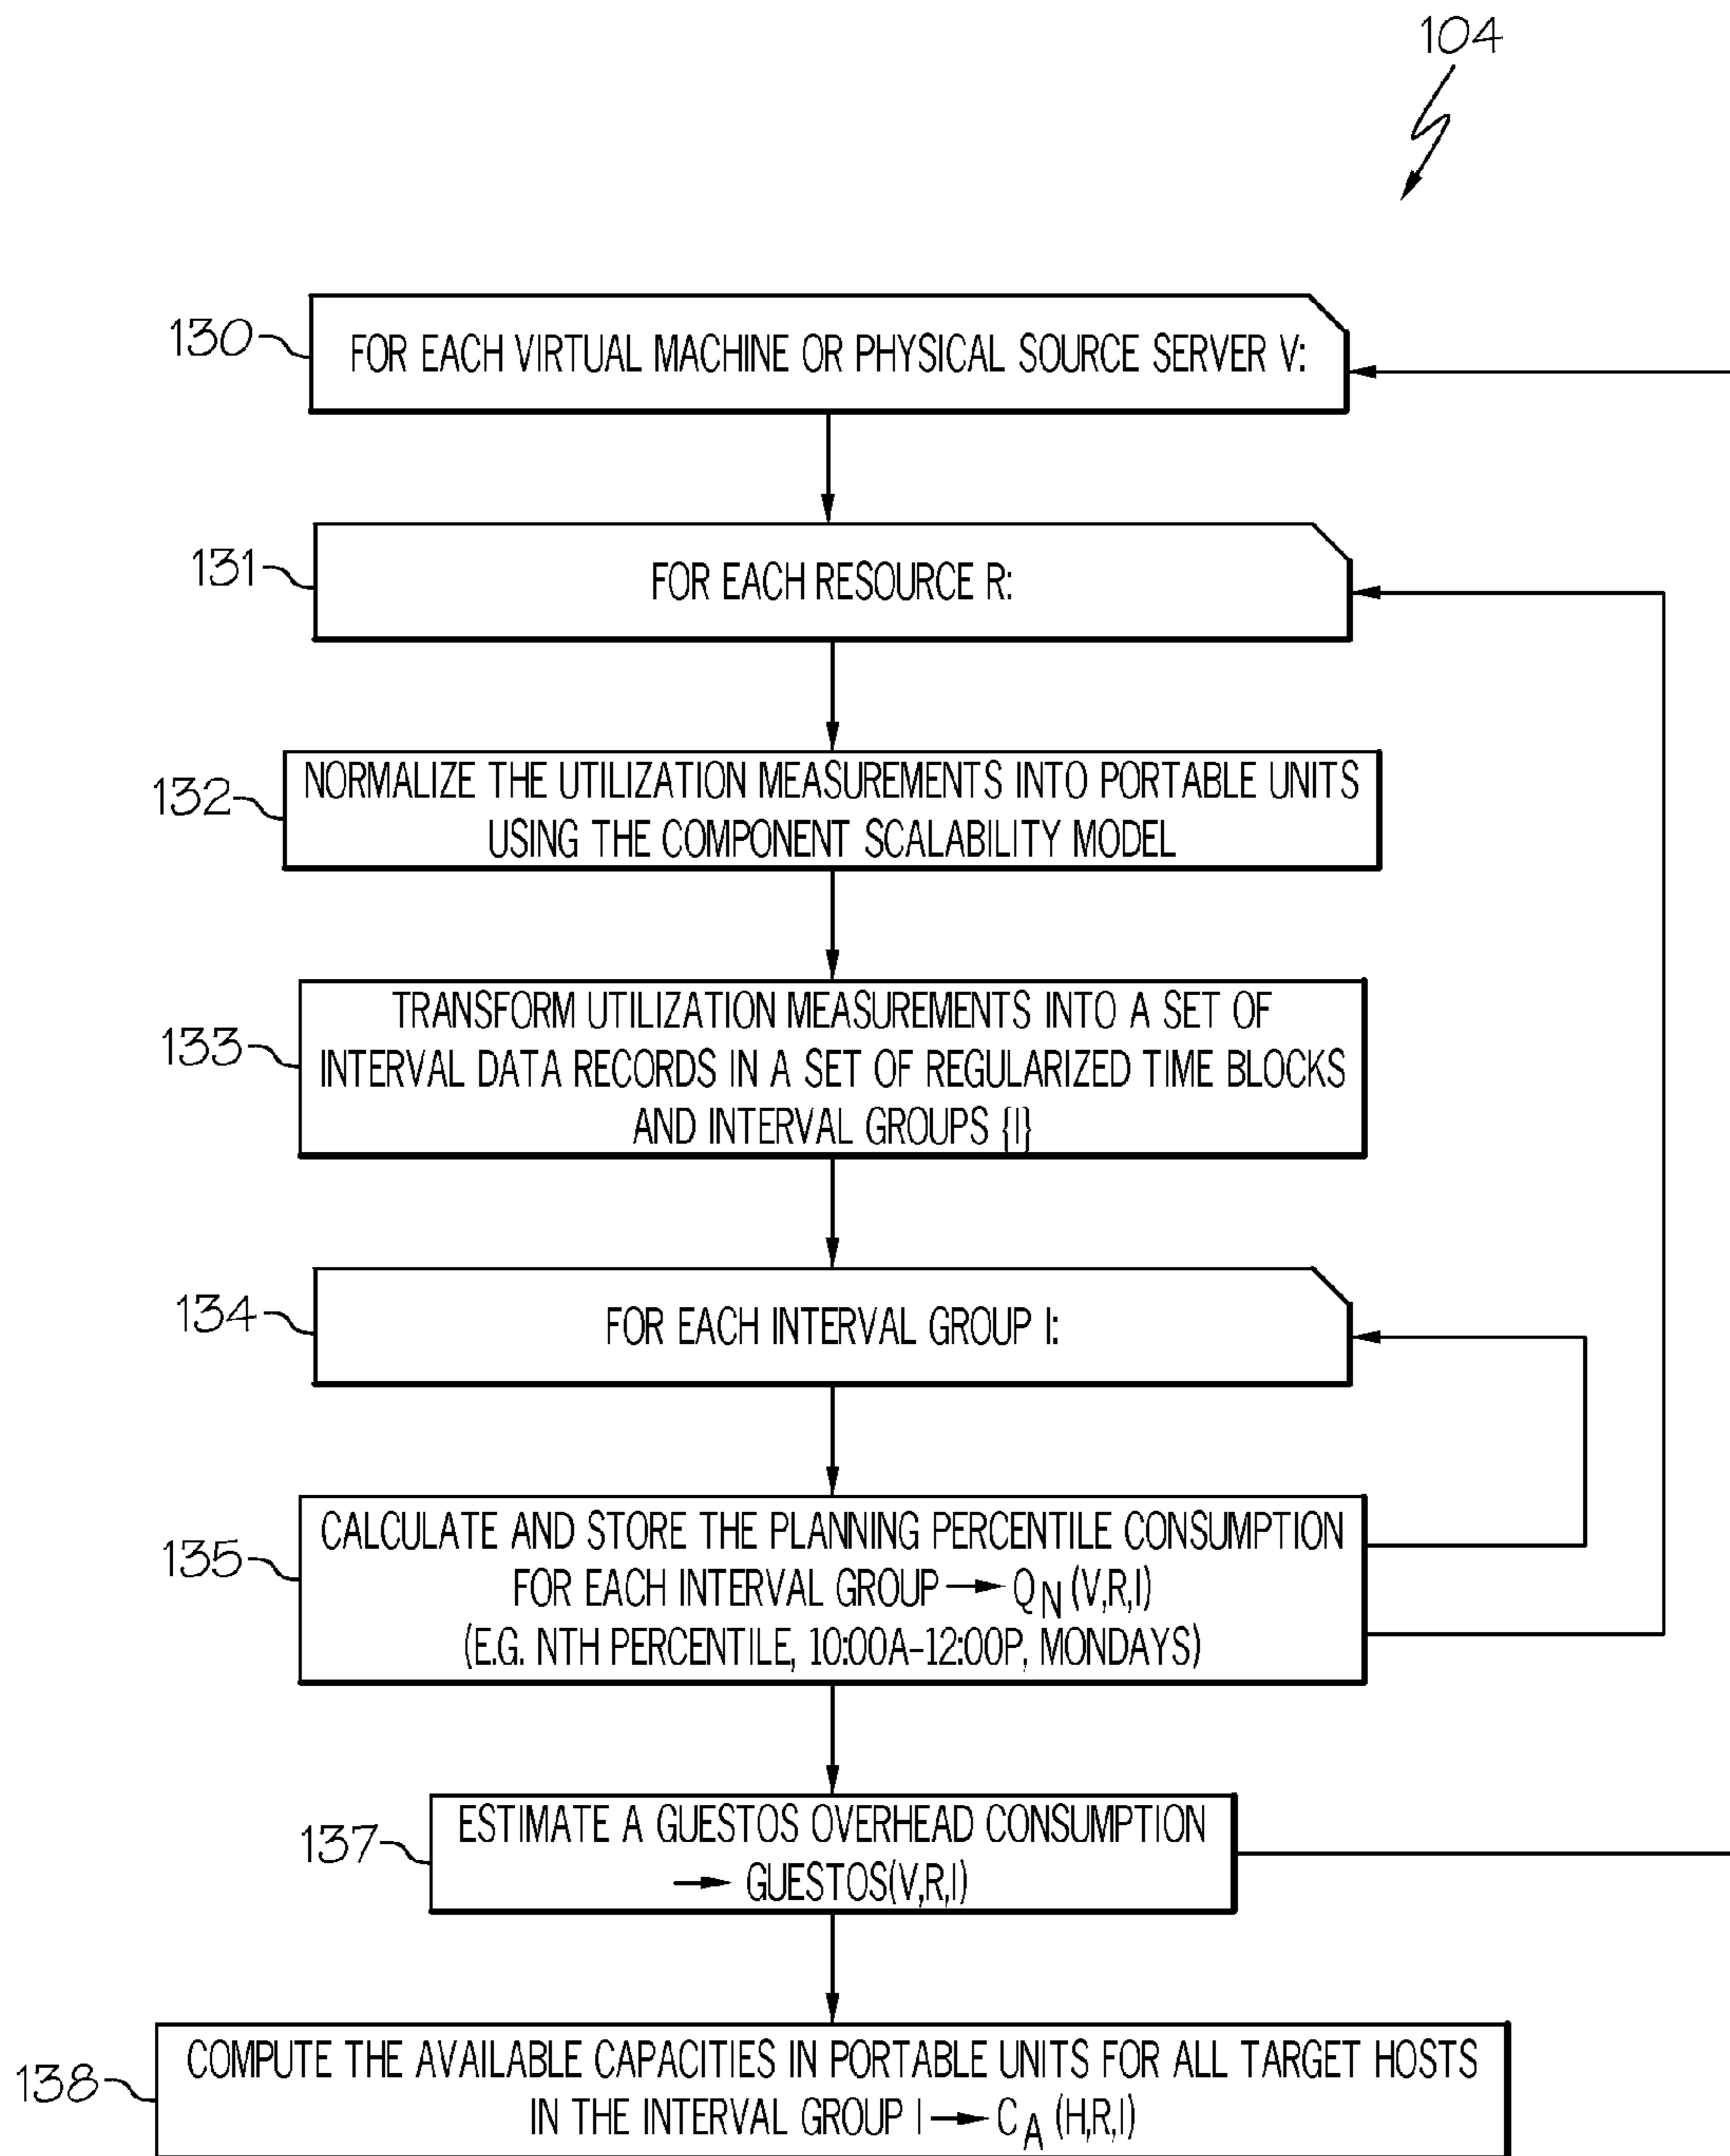 104
130
FOR EACH VIRTUAL MACHINE OR PHYSICAL SOURCE SERVER V:
131
FOR EACH RESOURCE R:
132
NORMALIZE THE UTILIZATION MEASUREMENTS INTO PORTABLE UNITS
USING THE COMPONENT SCALABILITY MODEL
133
TRANSFORM UTILIZATION MEASUREMENTS INTO A SET OF
INTERVAL DATA RECORDS IN A SET OF REGULARIZED TIME BLOCKS
AND INTERVAL GROUPS {I}
134
FOR EACH INTERVAL GROUP I:
135
CALCULATE AND STORE THE PLANNING PERCENTILE CONSUMPTION
FOR EACH INTERVAL GROUP → QN (V,R,I)
(E.G. NTH PERCENTILE, 10:00A-12:00P, MONDAYS)
137
ESTIMATE A GUESTOS OVERHEAD CONSUMPTION
→ GUESTOS(V,R,I)
138
COMPUTE THE AVAILABLE CAPACITIES IN PORTABLE UNITS FOR ALL TARGET HOSTS
IN THE INTERVAL GROUP I → CA (H,R,I)